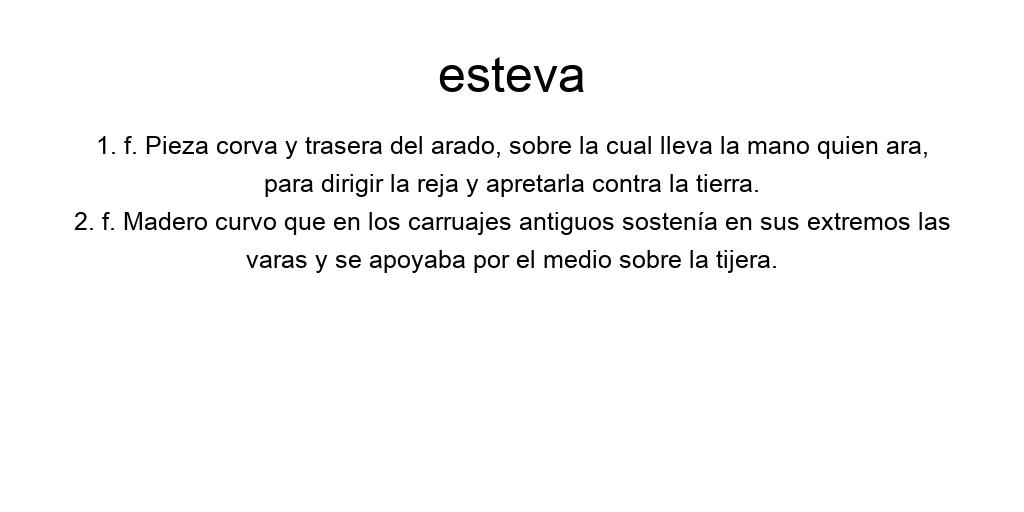 esteva
1. f. Pieza corva y trasera del arado, sobre la cual lleva la mano quien ara,
para dirigir la reja y apretarla contra la tierra.
2. f. Madero curvo que en los carruajes antiguos sostenía en sus extremos las
varas y se apoyaba por el medio sobre la tijera.